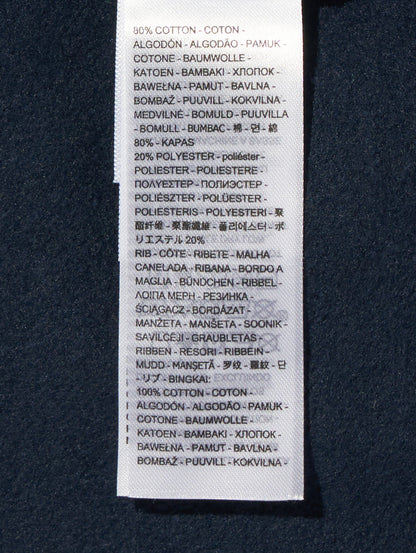 80% COTTON - COTON -
ALGODÓN - ALGODÃO - PAMUK -
COTONE - BAUMWOLLE -
KATOEN - BAMBAKI - ХЛОПОК -
BAWEŁNA - PAMUT - BAVLNA -
BOMBAŽ - PUUVILL - KOKVILNA -
MEDVILNĖ - BOMULD - PUUVILLA
- BOMULL - BUMBAC - 棉 - 면 - 綿
80% - KAPAS
20% POLYESTER - poliéster -
POLIESTER - POLIESTERE -
ΠΟΛΥΕΣΤΕΡ - ПОЛИЭСТЕР -
POLIÉSZTER - POLÜESTER -
POLIESTERIS - POLYESTERI - 聚
酯纤维 - 聚酯纖維 - 폴리에스터 - ポ
リエステル 20%
RIB - CÔTE - RIBETE - MALHA
CANELADA - RIBANA - BORDO A
MAGLIA - BÜNDCHEN - RIBBEL -
ΛΟΙΠΑ ΜΕΡΗ - РЕЗИНКА -
ŚCIĄGACZ - BORDÁZAT -
MANŽETA - MANŠETA - SOONIK -
SAVILCĒJI - GRAUBLETAS -
RIBBEN - RESORI - RIBBEIN -
MUDD - MANŞETĂ - 罗纹 - 羅紋 - 단
- リブ - BINGKAI:
100% COTTON - COTON -
ALGODÓN - ALGODÃO - PAMUK -
COTONE - BAUMWOLLE -
KATOEN - BAMBAKI - ХЛОПОК -
BAWEŁNA - PAMUT - BAVLNA -
BOMBAŽ - PUUVILL - KOKVILNA -